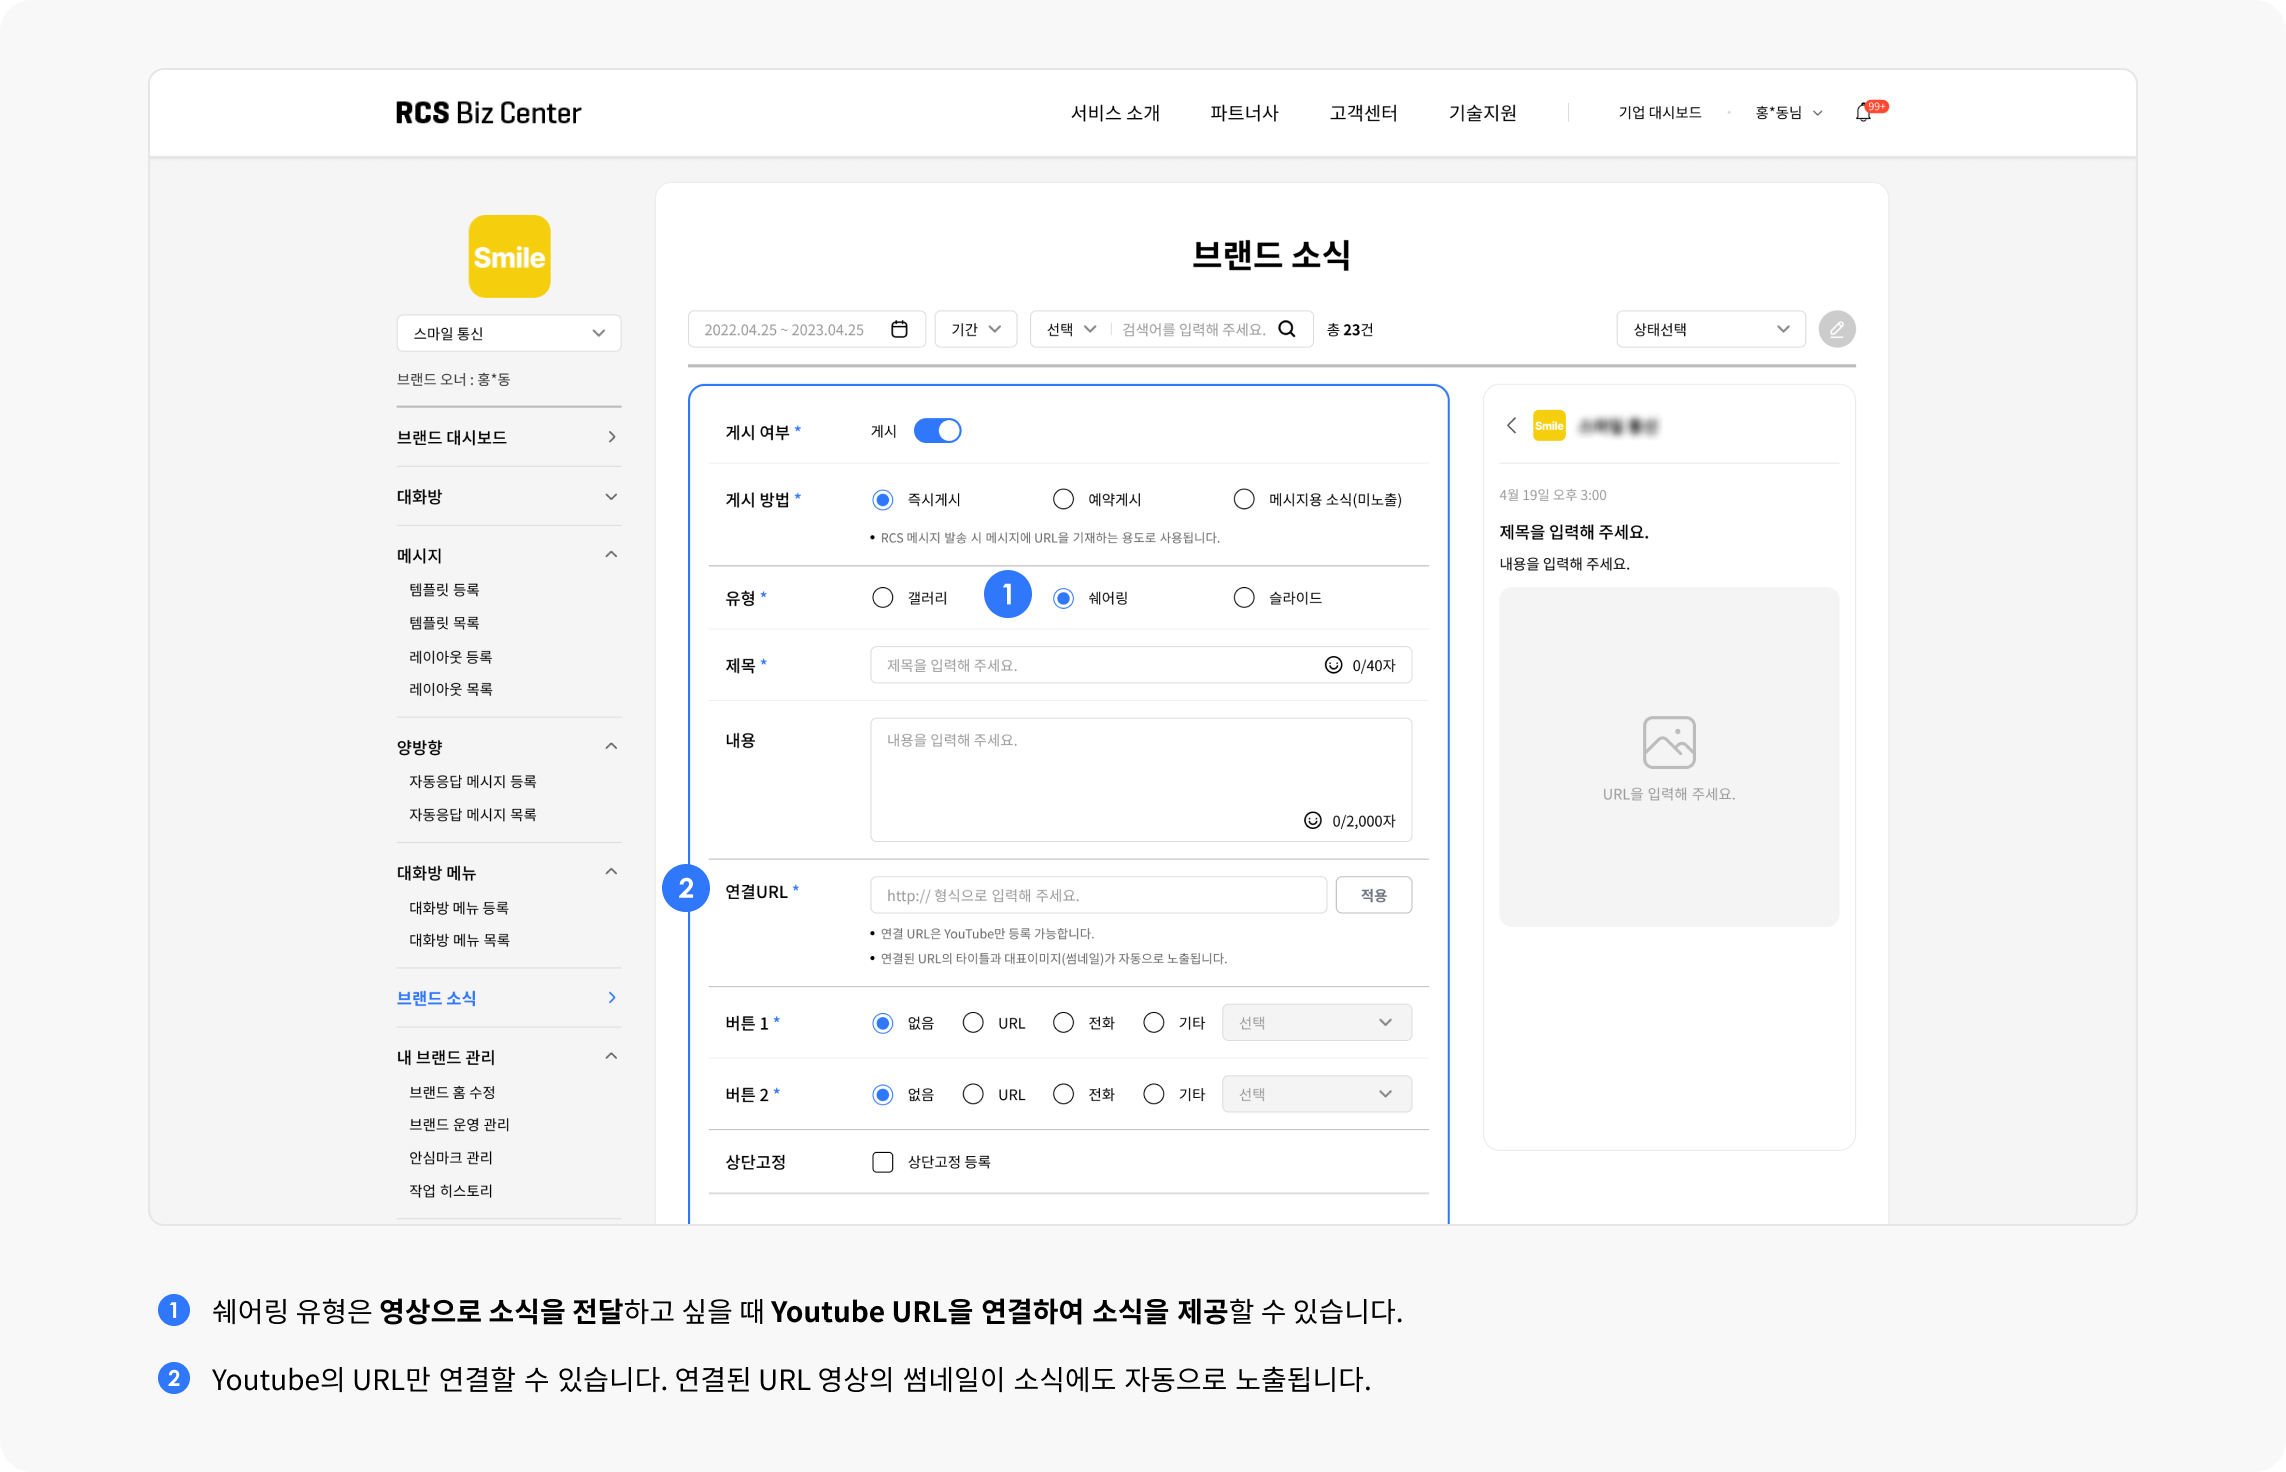 RCS Biz Center
서비스 소개 파트너사 고객센터 기술지원 기업 대시보드 홍*동님 99+
Smile
스마일 통신
브랜드 오너 : 홍*동
브랜드 대시보드
대화방
메시지
템플릿 등록
템플릿 목록
레이아웃 등록
레이아웃 목록
양방향
자동응답 메시지 등록
자동응답 메시지 목록
대화방 메뉴
대화방 메뉴 등록
대화방 메뉴 목록
브랜드 소식
내 브랜드 관리
브랜드 홈 수정
브랜드 운영 관리
안심마크 관리
작업 히스토리
브랜드 소식
2022.04.25 ~ 2023.04.25 기간 선택 검색어를 입력해 주세요. 총 23건 상태선택
게시 여부 * 게시
게시 방법 * 즉시게시 예약게시 메시지용 소식(미노출)
• RCS 메시지 발송 시 메시지에 URL을 기재하는 용도로 사용됩니다.
유형 * 갤러리 1 쉐어링 슬라이드
제목 * 제목을 입력해 주세요. 0/40자
내용 내용을 입력해 주세요.
0/2,000자
2 연결URL * http:// 형식으로 입력해 주세요. 적용
• 연결 URL은 YouTube만 등록 가능합니다.
• 연결된 URL의 타이틀과 대표이미지(썸네일)가 자동으로 노출됩니다.
버튼 1 * 없음 URL 전화 기타 선택
버튼 2 * 없음 URL 전화 기타 선택
상단고정 상단고정 등록
Smile
4월 19일 오후 3:00
제목을 입력해 주세요.
내용을 입력해 주세요.
URL을 입력해 주세요.
1 쉐어링 유형은 영상으로 소식을 전달하고 싶을 때 Youtube URL을 연결하여 소식을 제공할 수 있습니다.
2 Youtube의 URL만 연결할 수 있습니다. 연결된 URL 영상의 썸네일이 소식에도 자동으로 노출됩니다.